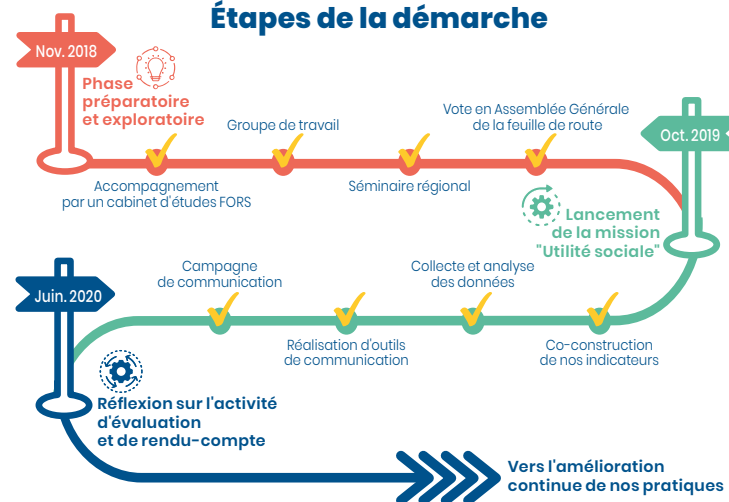 Étapes de la démarche
Nov. 2018
Phase
préparatoire
et exploratoire
Accompagnement
par un cabinet d'études FORS
Groupe de travail
Séminaire régional
Vote en Assemblée Générale
de la feuille de route
Oct. 2019
Lancement
de la mission
"Utilité sociale"
Co-construction
de nos indicateurs
Collecte et analyse
des données
Réalisation d'outils
de communication
Campagne
de communication
Juin. 2020
Réflexion sur l'activité
d'évaluation
et de rendu-compte
Vers l'amélioration
continue de nos pratiques